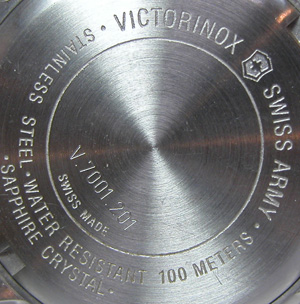 VICTORINOX SWISS ARMY · STAINLESS STEEL · WATER RESISTANT 100 METERS · SAPPHIRE CRYSTAL ·
V.7001.201
SWISS MADE